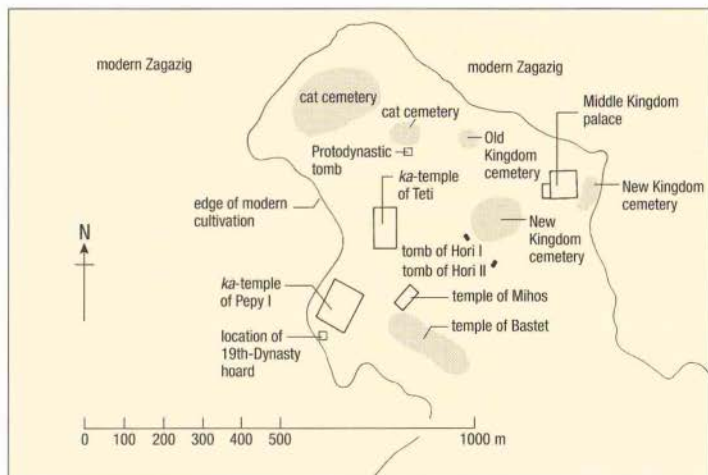 modern Zagazig
modern Zagazig
cat cemetery
cat cemetery
Middle Kingdom
palace
Protodynastic
tomb
Old
Kingdom
cemetery
ka-temple
of Teti
New Kingdom
cemetery
edge of modern
cultivation
New
Kingdom
cemetery
N
tomb of Hori I
tomb of Hori II
ka-temple
of Pepy I
temple of Mihos
temple of Bastet
location of
19th-Dynasty
hoard
0 100 200 300 400 500 1000 m